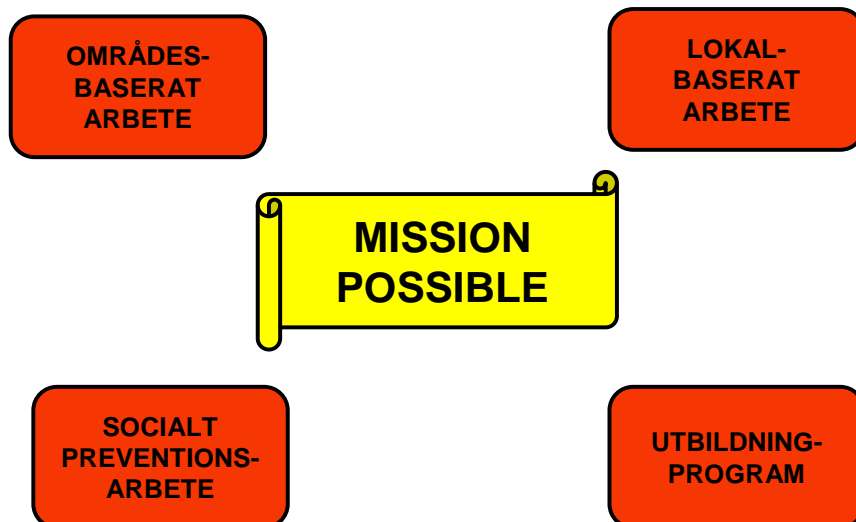 OMRÅDES-
BASERAT
ARBETE
LOKAL-
BASERAT
ARBETE
MISSION
POSSIBLE
SOCIALT
PREVENTIONS-
ARBETE
UTBILDNING-
PROGRAM